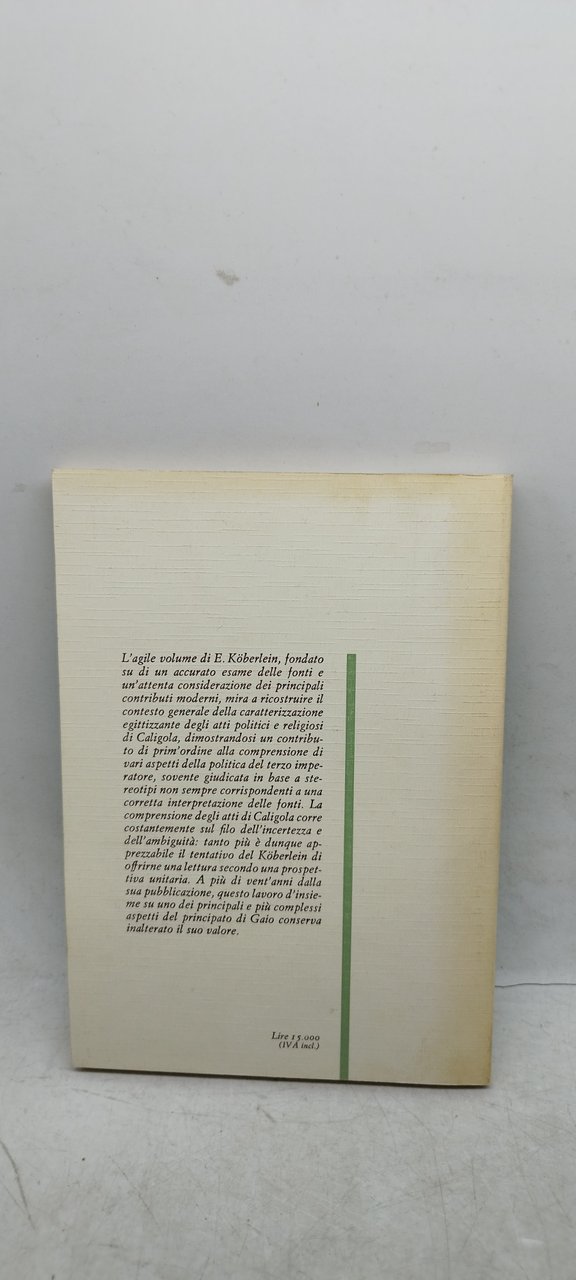 L'agile volume di E. Köberlein, fondato
su di un accurato esame delle fonti e
un'attenta considerazione dei principali
contributi moderni, mira a ricostruire il
contesto generale della caratterizzazione
egittizzante degli atti politici e religiosi
di Caligola, dimostrandosi un contribu-
to di prim'ordine alla comprensione di
vari aspetti della politica del terzo impe-
ratore, sovente giudicata in base a ste-
reotipi non sempre corrispondenti a una
corretta interpretazione delle fonti. La
comprensione degli atti di Caligola corre
costantemente sul filo dell'incertezza e
dell'ambiguità: tanto più è dunque ap-
prezzabile il tentativo del Köberlein di
offrirne una lettura secondo una prospet-
tiva unitaria. A più di vent'anni dalla
sua pubblicazione, questo lavoro d'insie-
me su uno dei principali e più complessi
aspetti del principato di Gaio conserva
inalterato il suo valore.
Lire 15.000
(IVA incl.)